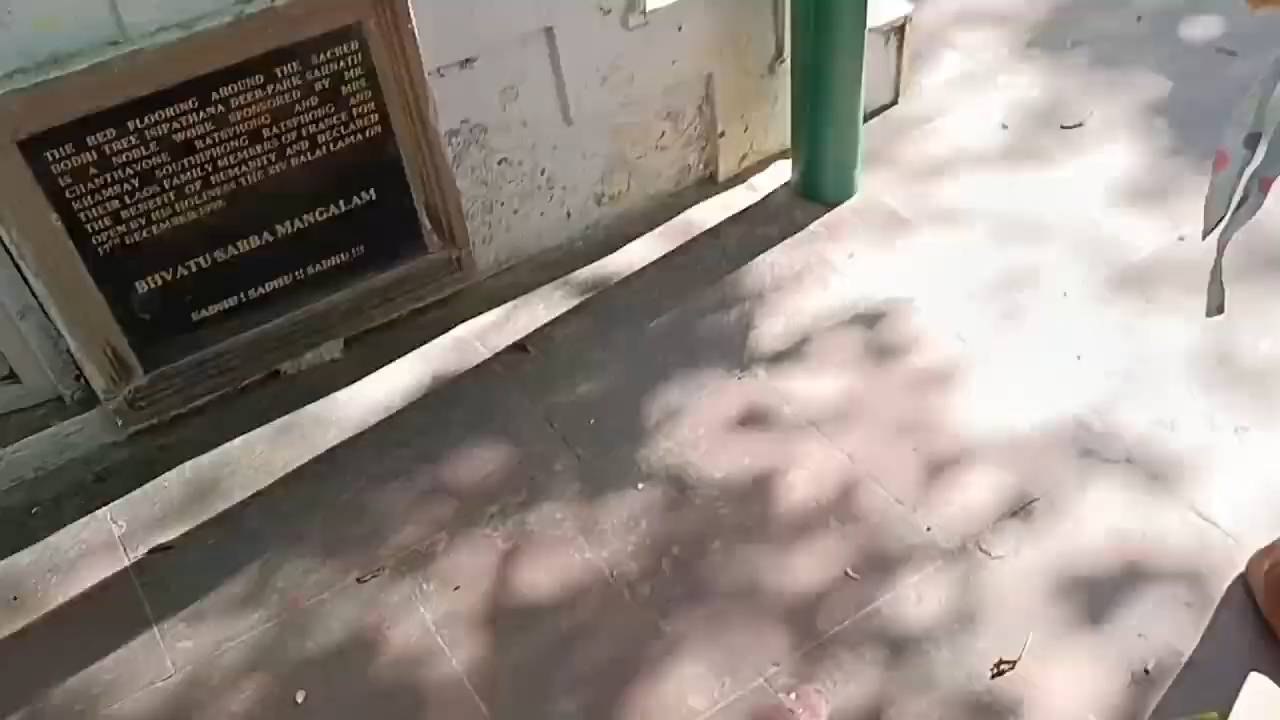 THE RED FLOORING AROUND THE SACRED
BODHI TREE ISIPATHANA DEER-PARK SARNATH
IS A NOBLE WORK SPONSORED BY MR.
CHANTHAVONE RATSPHONG AND MRS.
KHAMSAY SOUTHIPHONG RATSPHONG AND
THEIR LAOS FAMILY MEMBERS OF FRANCE FOR
THE BENEFIT OF HUMANITY AND DECLARED
OPEN BY HIS HOLINESS THE XIV DALAI LAMA ON
17TH DECEMBER 1999.
BHVATU SABBA MANGALAM
SADHU ! SADHU !! SADHU !!!